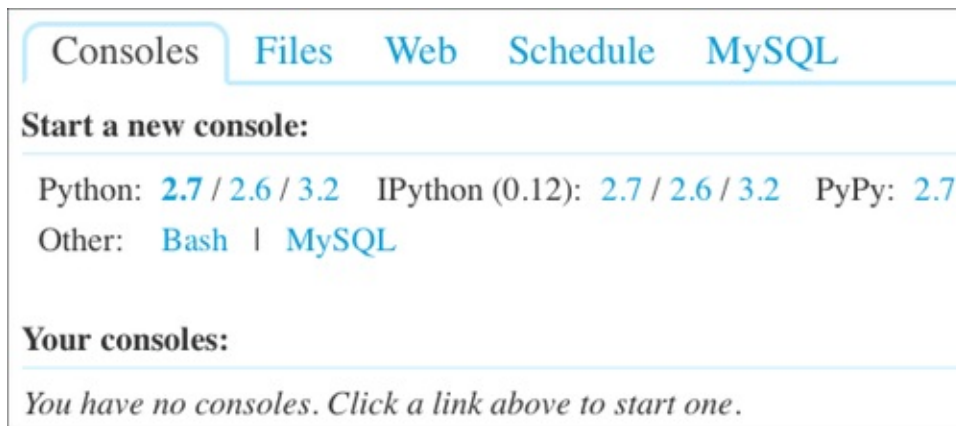 Consoles Files Web Schedule MySQL
Start a new console:
Python: 2.7 / 2.6 / 3.2 IPython (0.12): 2.7 / 2.6 / 3.2 PyPy: 2.7
Other: Bash | MySQL
Your consoles:
You have no consoles. Click a link above to start one.